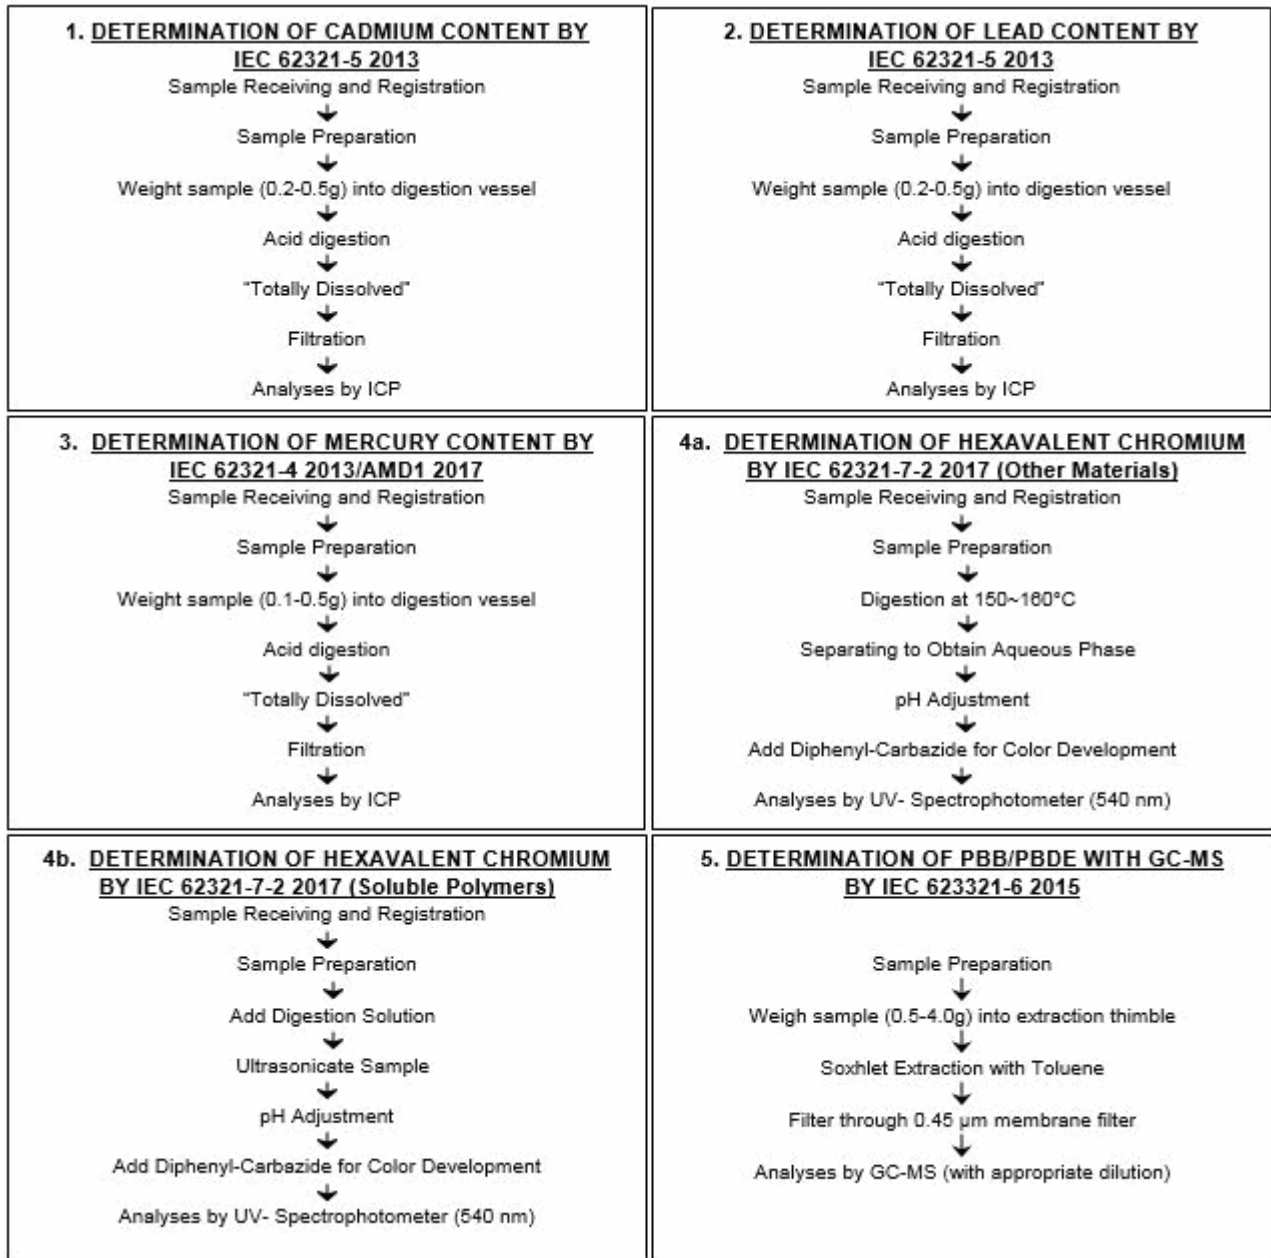 1. DETERMINATION OF CADMIUM CONTENT BY
IEC 62321-5 2013
Sample Receiving and Registration
Sample Preparation
Weight sample (0.2-0.5g) into digestion vessel
Acid digestion
"Totally Dissolved"
Filtration
Analyses by ICP
2. DETERMINATION OF LEAD CONTENT BY
IEC 62321-5 2013
Sample Receiving and Registration
Sample Preparation
Weight sample (0.2-0.5g) into digestion vessel
Acid digestion
"Totally Dissolved"
Filtration
Analyses by ICP
3. DETERMINATION OF MERCURY CONTENT BY
IEC 62321-4 2013/AMD1 2017
Sample Receiving and Registration
Sample Preparation
Weight sample (0.1-0.5g) into digestion vessel
Acid digestion
"Totally Dissolved"
Filtration
Analyses by ICP
4a. DETERMINATION OF HEXAVALENT CHROMIUM
BY IEC 62321-7-2 2017 (Other Materials)
Sample Receiving and Registration
Sample Preparation
Digestion at 150~160°C
Separating to Obtain Aqueous Phase
pH Adjustment
Add Diphenyl-Carbazide for Color Development
Analyses by UV- Spectrophotometer (540 nm)
4b. DETERMINATION OF HEXAVALENT CHROMIUM
BY IEC 62321-7-2 2017 (Soluble Polymers)
Sample Receiving and Registration
Sample Preparation
Add Digestion Solution
Ultrasonicate Sample
pH Adjustment
Add Diphenyl-Carbazide for Color Development
Analyses by UV- Spectrophotometer (540 nm)
5. DETERMINATION OF PBB/PBDE WITH GC-MS
BY IEC 623321-6 2015
Sample Preparation
Weigh sample (0.5-4.0g) into extraction thimble
Soxhlet Extraction with Toluene
Filter through 0.45 µm membrane filter
Analyses by GC-MS (with appropriate dilution)